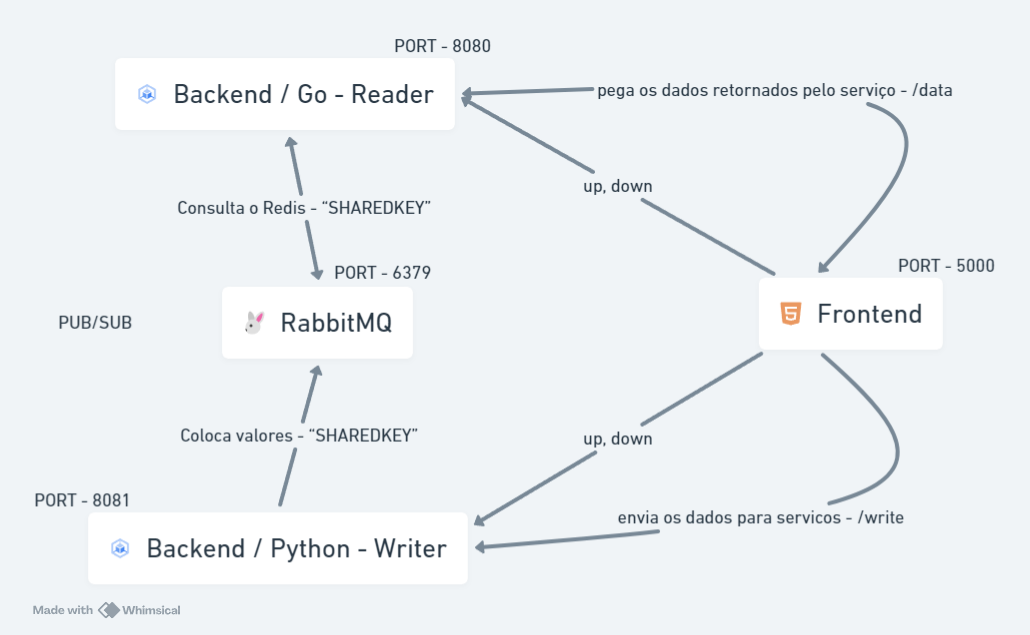 PORT - 8080
Backend / Go - Reader
pega os dados retornados pelo serviço - /data
up, down
Consulta o Redis - “SHAREDKEY”
PORT - 6379
PORT - 5000
PUB/SUB
RabbitMQ
Frontend
Coloca valores - “SHAREDKEY”
up, down
PORT - 8081
envia os dados para servicos - /write
Backend / Python - Writer
Made with Whimsical